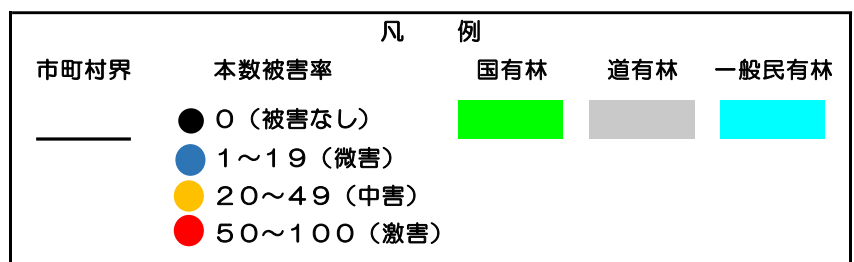 凡　例
市町村界　本数被害率　国有林　道有林　一般民有林
０（被害なし）
１～１９（微害）
２０～４９（中害）
５０～１００（激害）